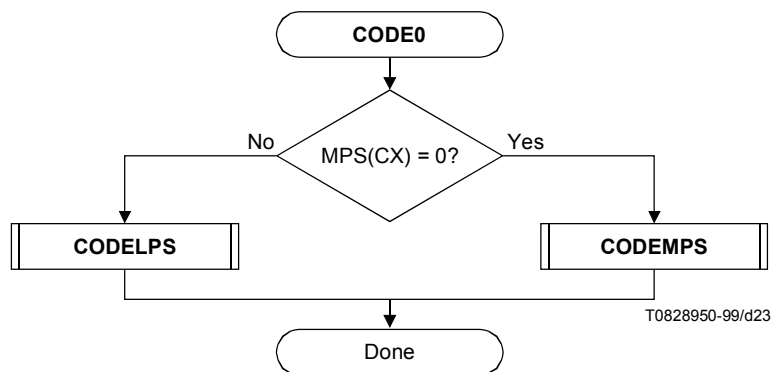 CODE0
No
MPS(CX) = 0?
Yes
CODELPS
CODEMPS
T0828950-99/d23
Done